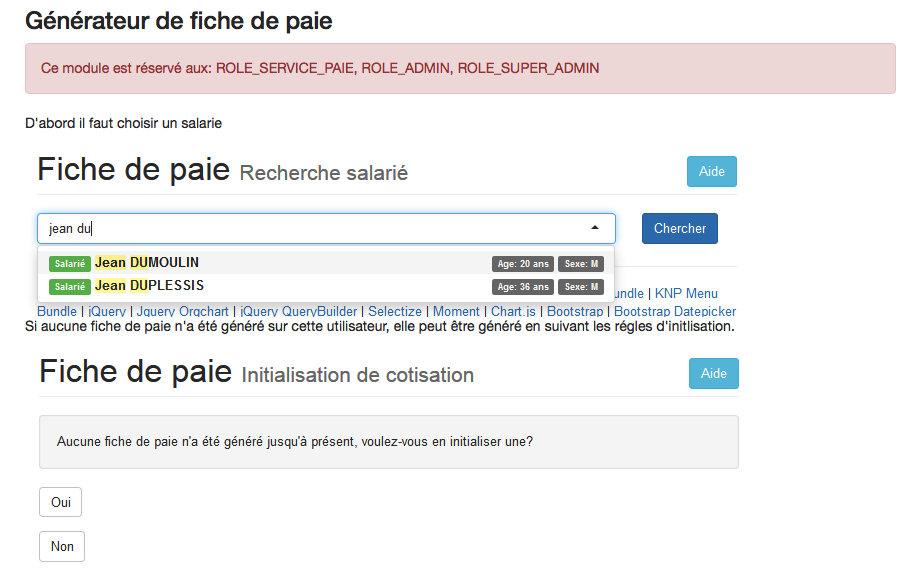 Générateur de fiche de paie
Ce module est réservé aux: ROLE_SERVICE_PAIE, ROLE_ADMIN, ROLE_SUPER_ADMIN
D'abord il faut choisir un salarie
Fiche de paie Recherche salarié Aide
jean du Chercher
Salarié Jean DUMOULIN Age: 20 ans Sexe: M
Salarié Jean DUPLESSIS Age: 36 ans Sexe: M
undle | KNP Menu
Bundle | jQuery | Jquery Orgchart | jQuery QueryBuilder | Selectize | Moment | Chart.js | Bootstrap | Bootstrap Datepicker
Si aucune fiche de paie n'a été généré sur cette utilisateur, elle peut être généré en suivant les régles d'initlisation.
Fiche de paie Initialisation de cotisation Aide
Aucune fiche de paie n'a été généré jusqu'à présent, voulez-vous en initialiser une?
Oui
Non